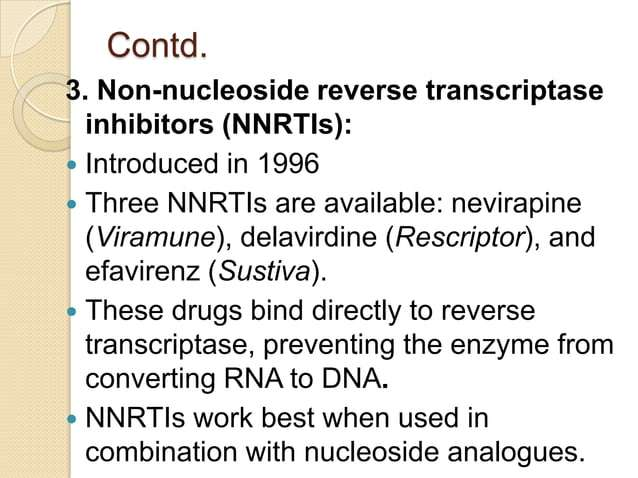 Contd.
3. Non-nucleoside reverse transcriptase
inhibitors (NNRTIs):
• Introduced in 1996
• Three NNRTIs are available: nevirapine
(Viramune), delavirdine (Rescriptor), and
efavirenz (Sustiva).
• These drugs bind directly to reverse
transcriptase, preventing the enzyme from
converting RNA to DNA.
• NNRTIs work best when used in
combination with nucleoside analogues.